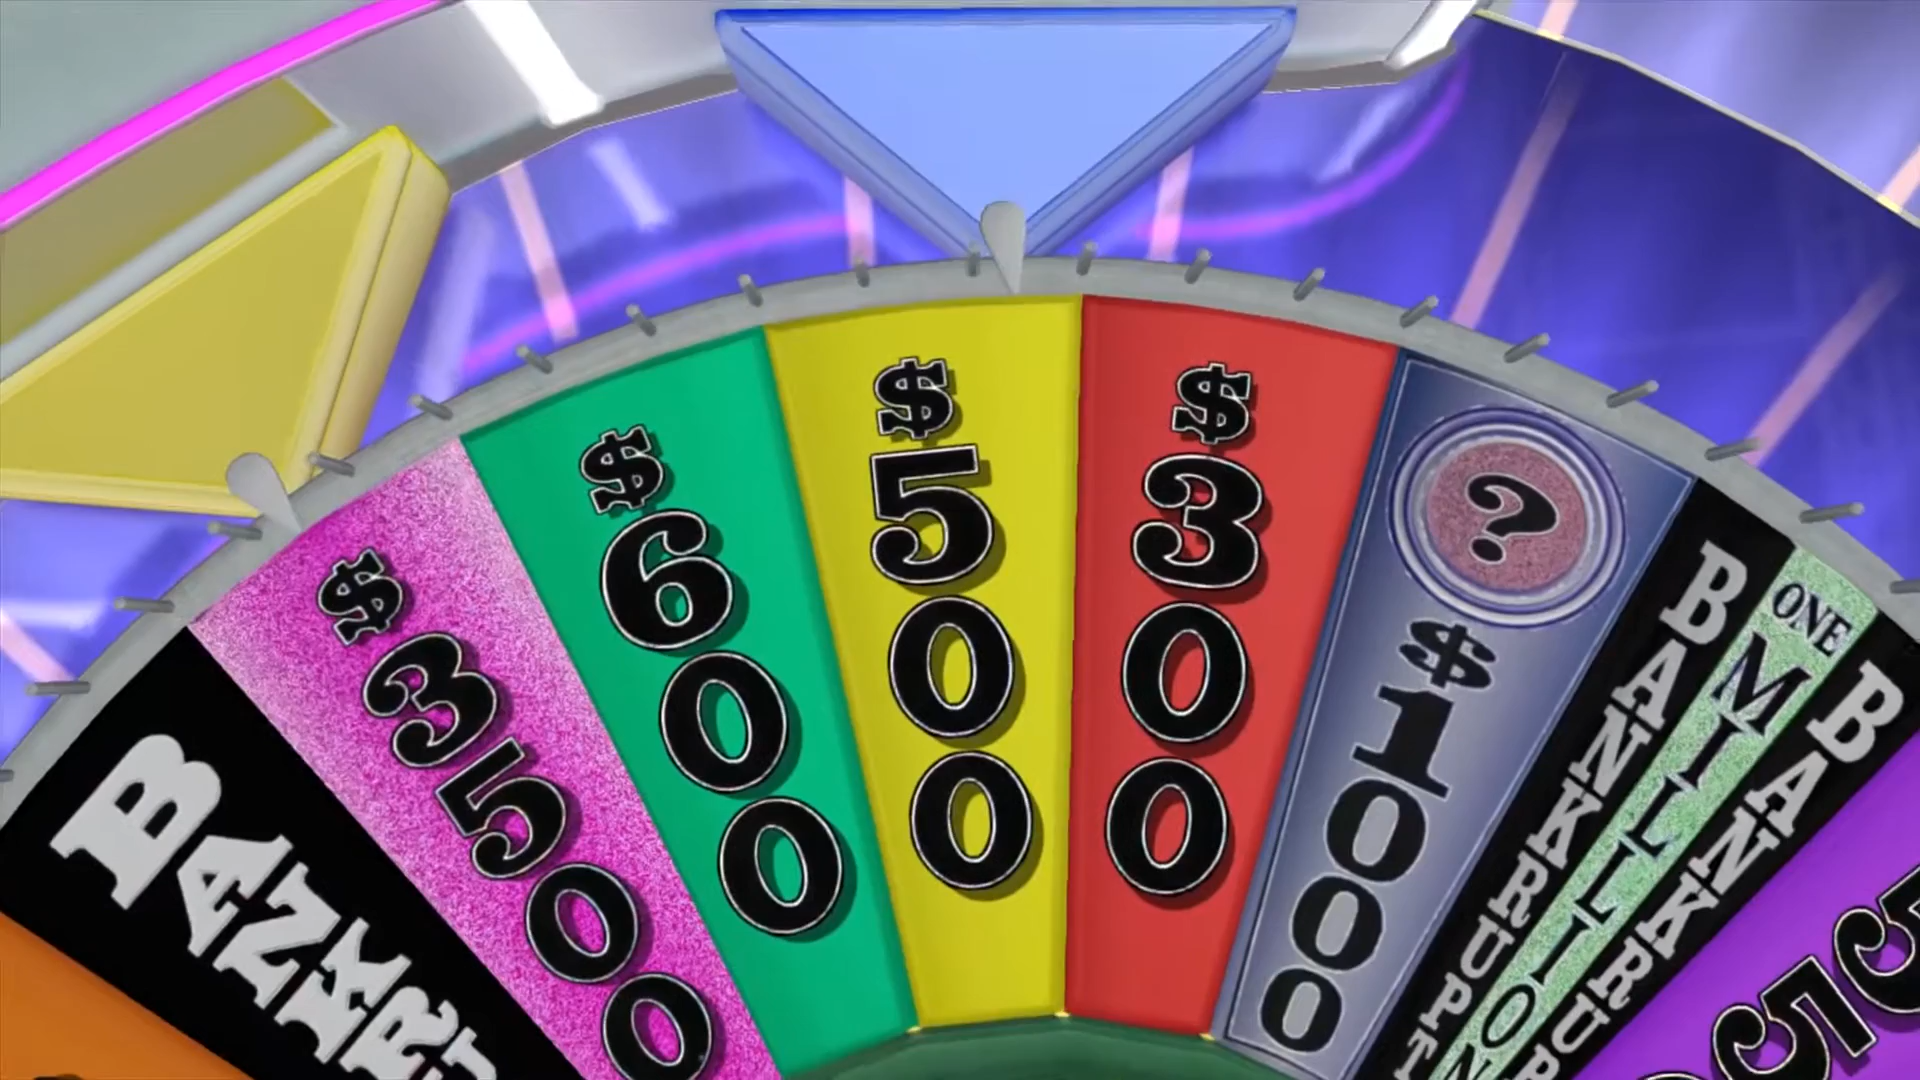 BANKRUPT
$3500
$600
$500
$300
?
$1000
BANKRUPT
ONE MILLION
BANKRUPT